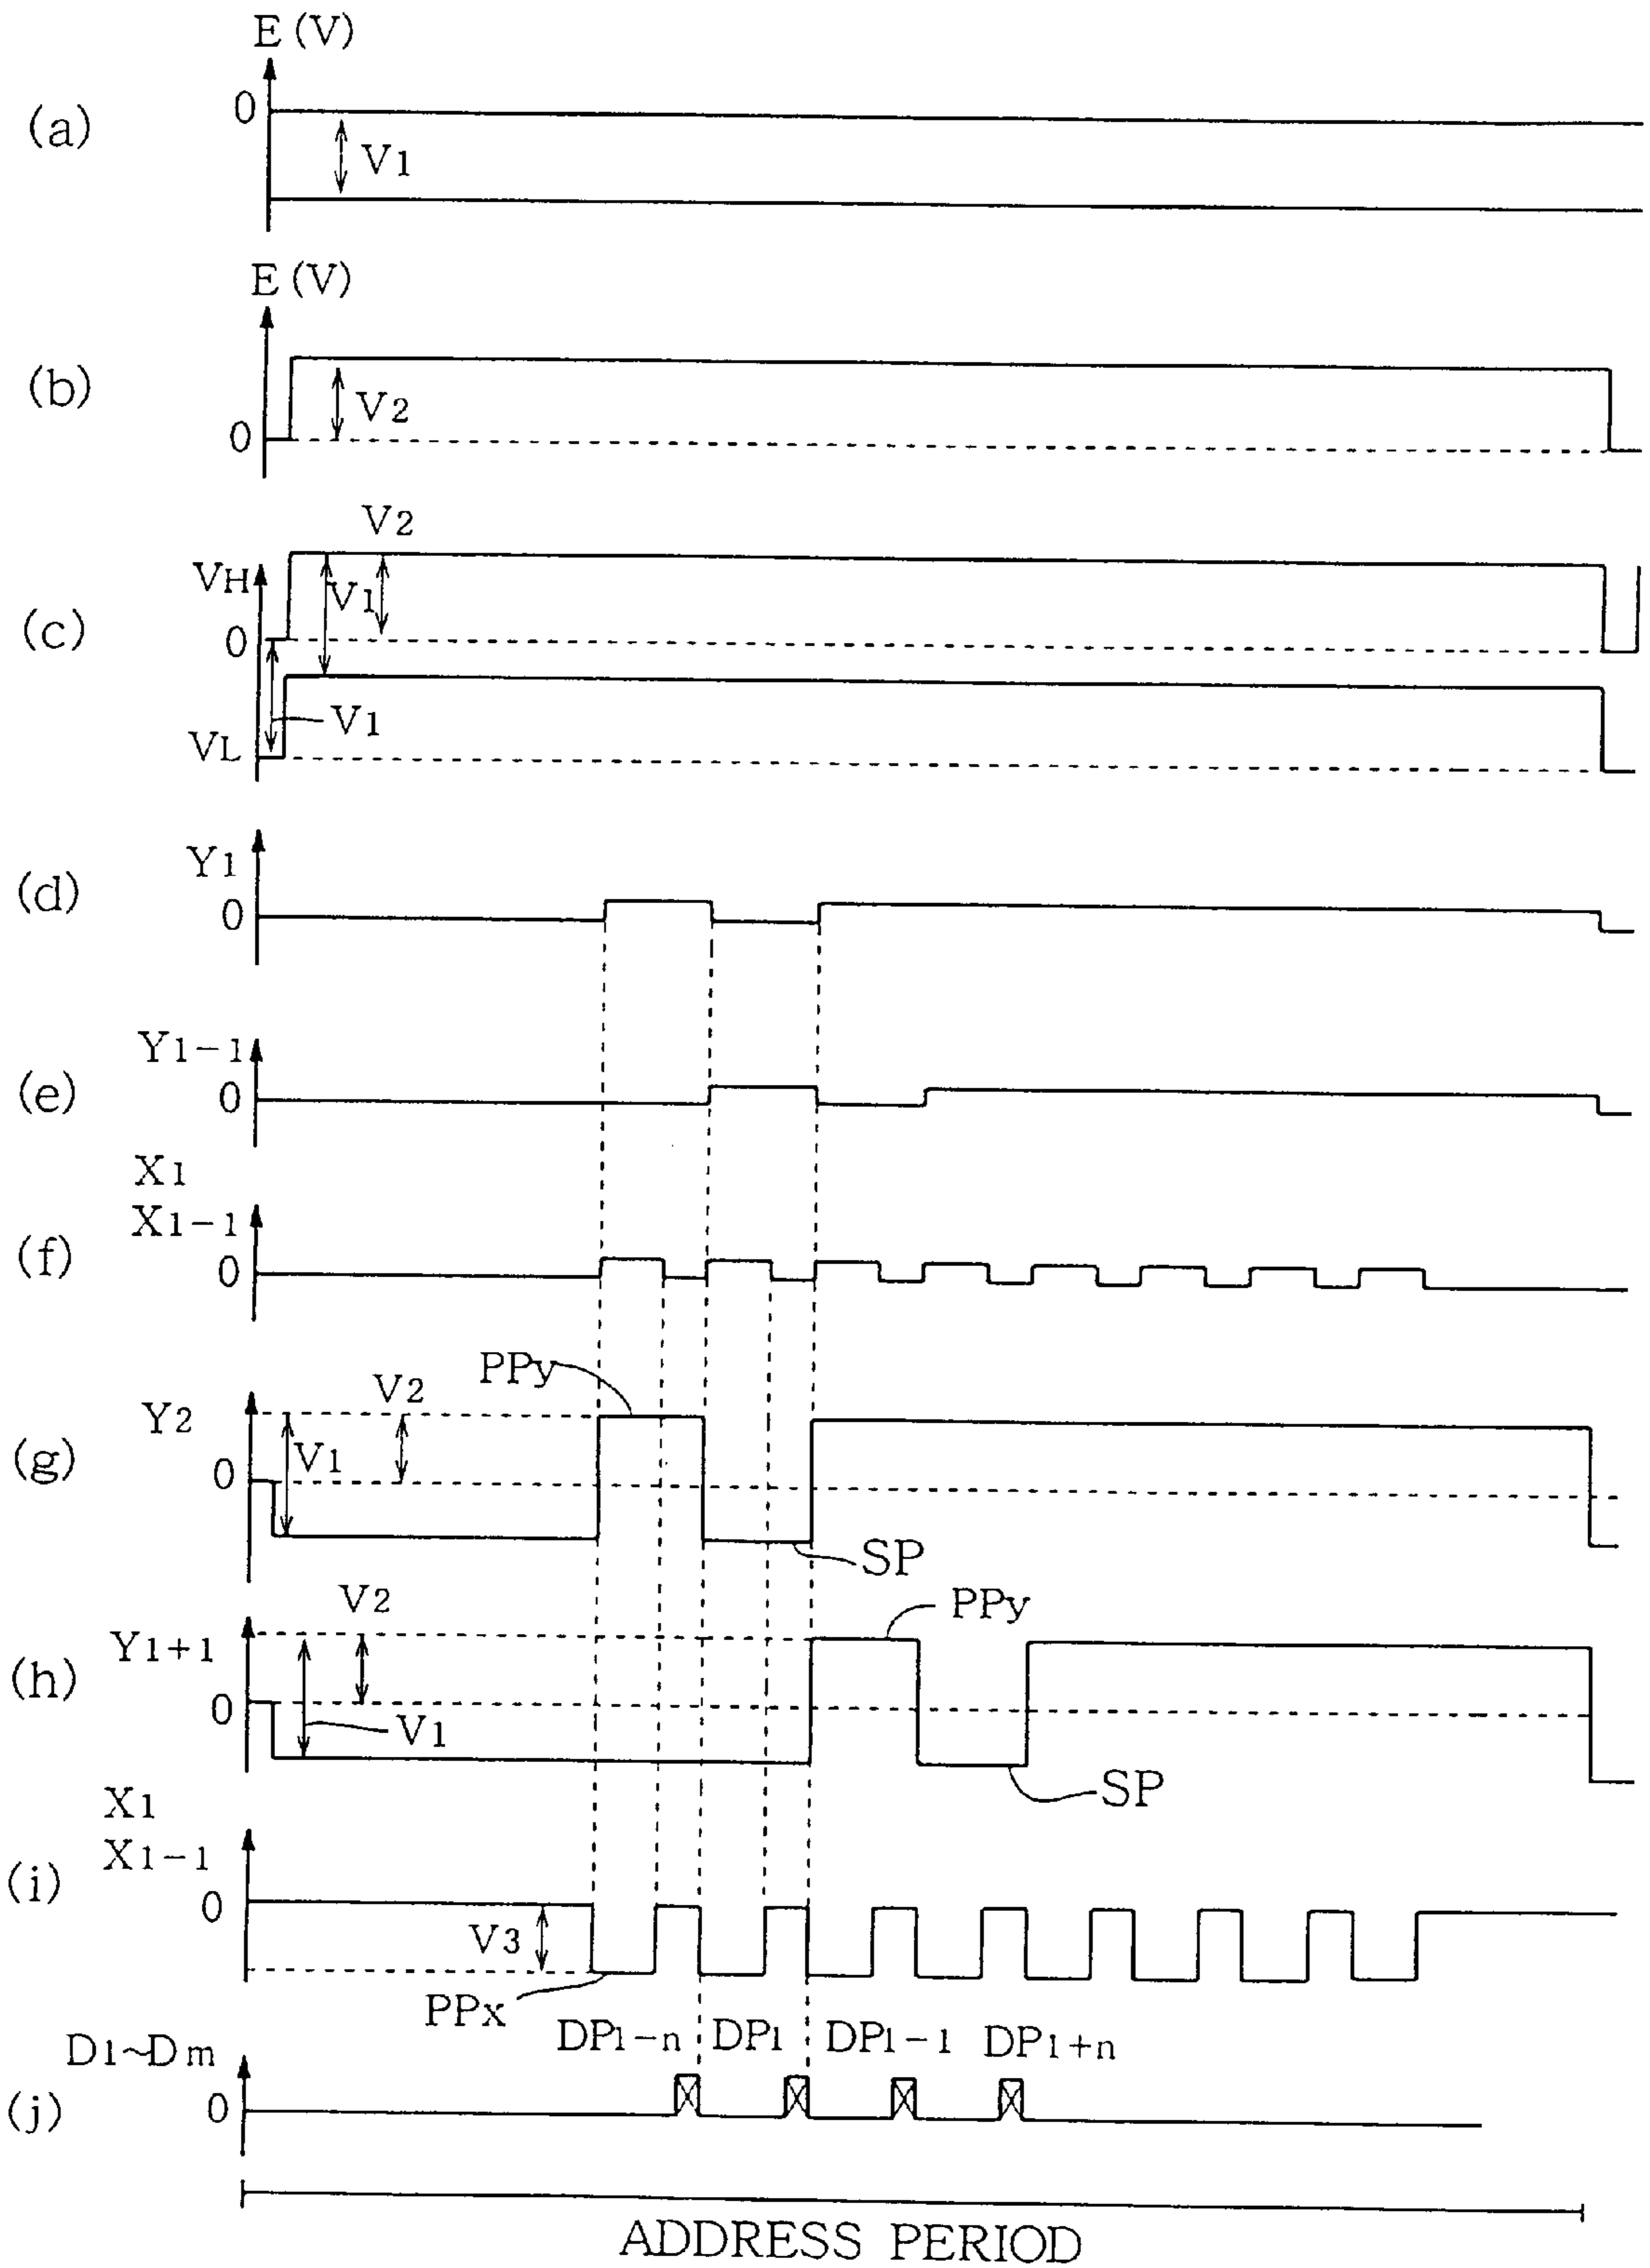 E (V)
0
(a)
V1
E (V)
(b)
V2
0
V2
VH
V1
(c)
0
V1
VL
Y1
(d)
0
Y1-1
(e)
0
X1
X1-1
(f)
0
PPy
V2
Y2
(g)
V1
0
SP
V2
PPy
Y1+1
(h)
0
V1
SP
X1
X1-1
(i)
0
V3
PPx
DP1-n DP1 DP1-1 DP1+n
D1~Dm
(j)
0
ADDRESS PERIOD